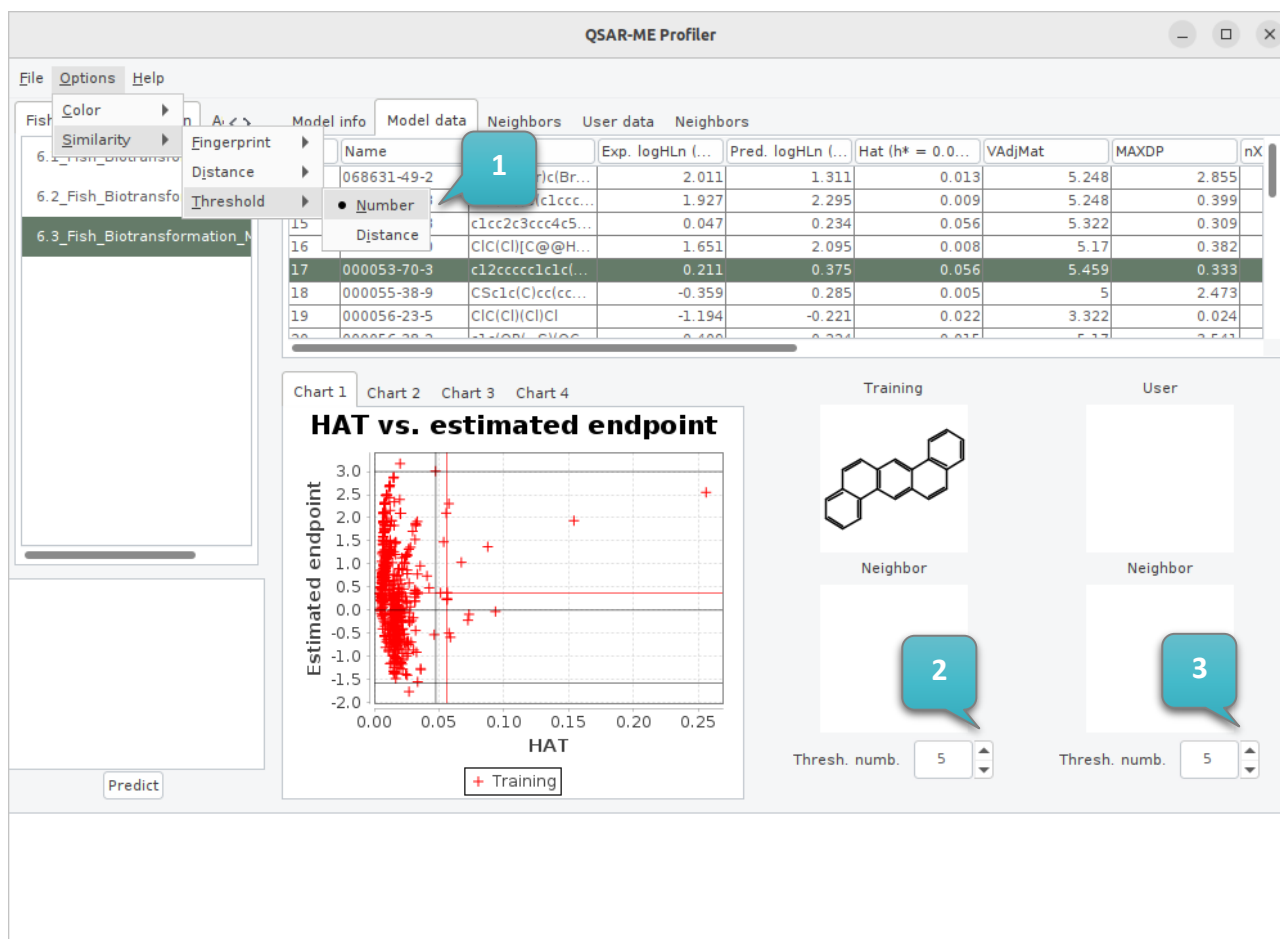 QSAR-ME Profiler
File Options Help
Color
Similarity
Fingerprint
Distance
Threshold
Number
Distance
1
Fish
n
Model info Model data Neighbors User data Neighbors
6.2_Fish_Biotransfo
6.3_Fish_Biotransformation_M
Name Exp. logHLn (... Pred. logHLn (... Hat (h* = 0.0... VAdjMat MAXDP nX
068631-49-2 r)c(Br... 2.011 1.311 0.013 5.248 2.855
(c1ccc... 1.927 2.295 0.009 5.248 0.399
15 c1cc2c3ccc4c5... 0.047 0.234 0.056 5.322 0.309
16 ClC(Cl)[C@@H... 1.651 2.095 0.008 5.17 0.382
17 000053-70-3 c12ccccc1c1c(... 0.211 0.375 0.056 5.459 0.333
18 000055-38-9 CSc1c(C)cc(cc... -0.359 0.285 0.005 5 2.473
19 000056-23-5 ClC(Cl)(Cl)Cl -1.194 -0.221 0.022 3.322 0.024
Chart 1 Chart 2 Chart 3 Chart 4
HAT vs. estimated endpoint
Estimated endpoint
3.0
2.5
2.0
1.5
1.0
0.5
0.0
-0.5
-1.0
-1.5
-2.0
0.00 0.05 0.10 0.15 0.20 0.25
HAT
Training
Training User
Neighbor Neighbor
2 3
Thresh. numb. 5 Thresh. numb. 5
Predict